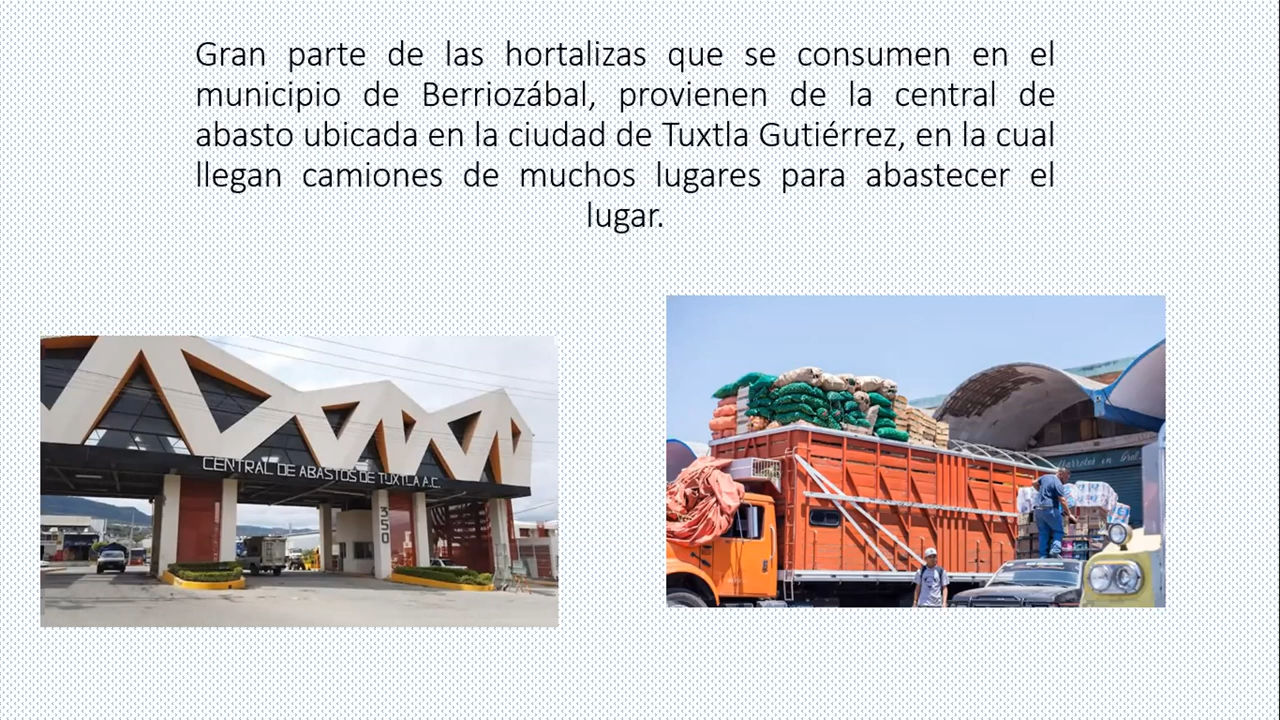 Gran parte de las hortalizas que se consumen en el
municipio de Berriozábal, provienen de la central de
abasto ubicada en la ciudad de Tuxtla Gutiérrez, en la cual
llegan camiones de muchos lugares para abastecer el
lugar.
CENTRAL DE ABASTOS DE TUXTLA A.C.
350